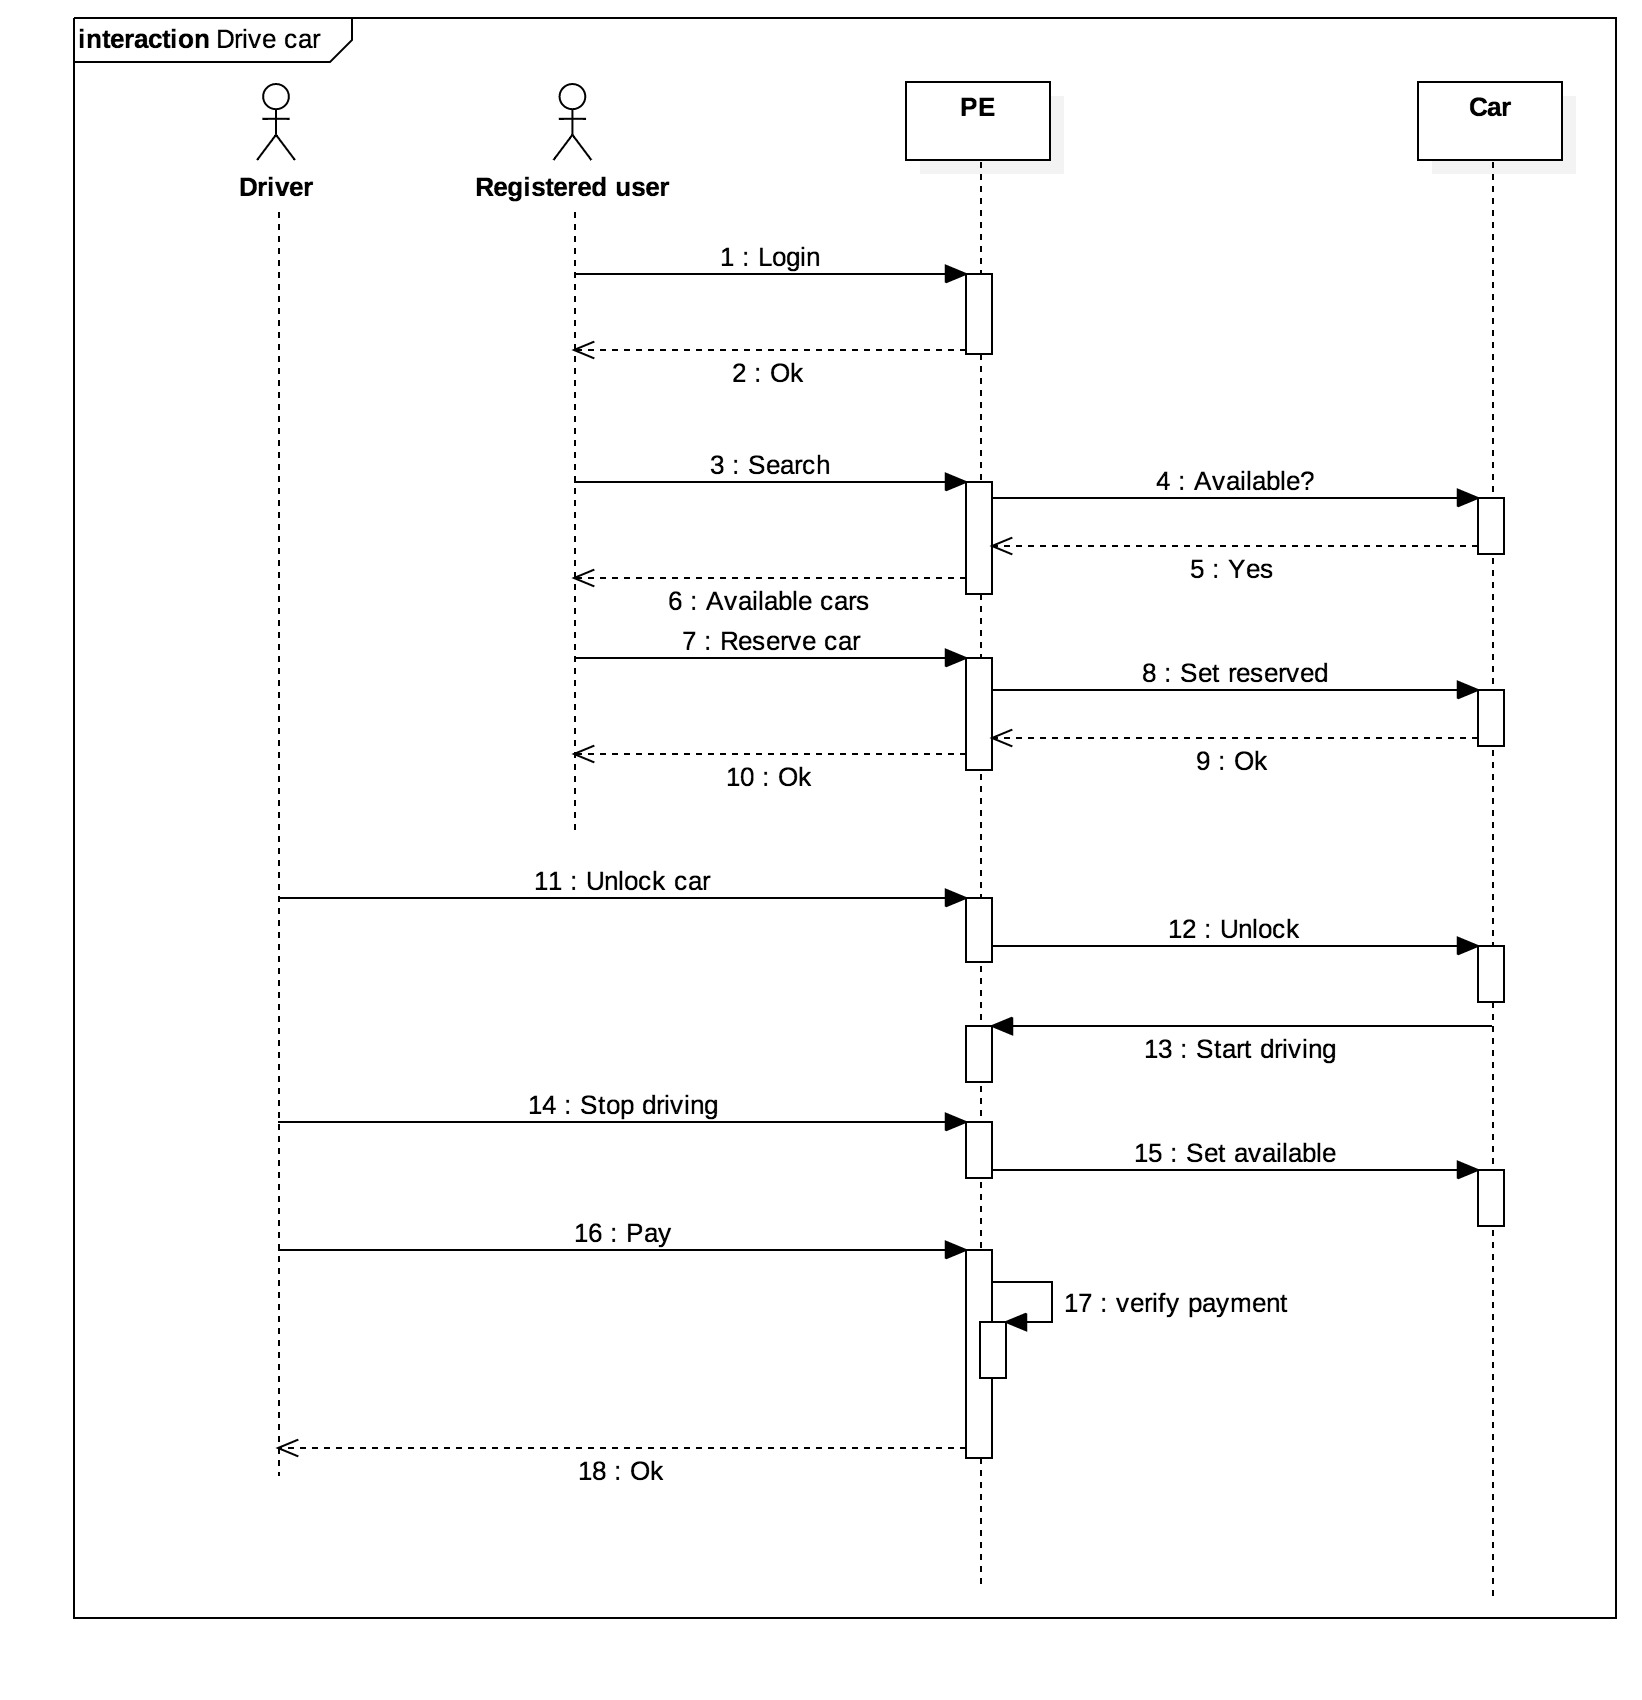 interaction Drive car
Driver
Registered user
PE
Car
1 : Login
2 : Ok
3 : Search
4 : Available?
5 : Yes
6 : Available cars
7 : Reserve car
8 : Set reserved
9 : Ok
10 : Ok
11 : Unlock car
12 : Unlock
13 : Start driving
14 : Stop driving
15 : Set available
16 : Pay
17 : verify payment
18 : Ok